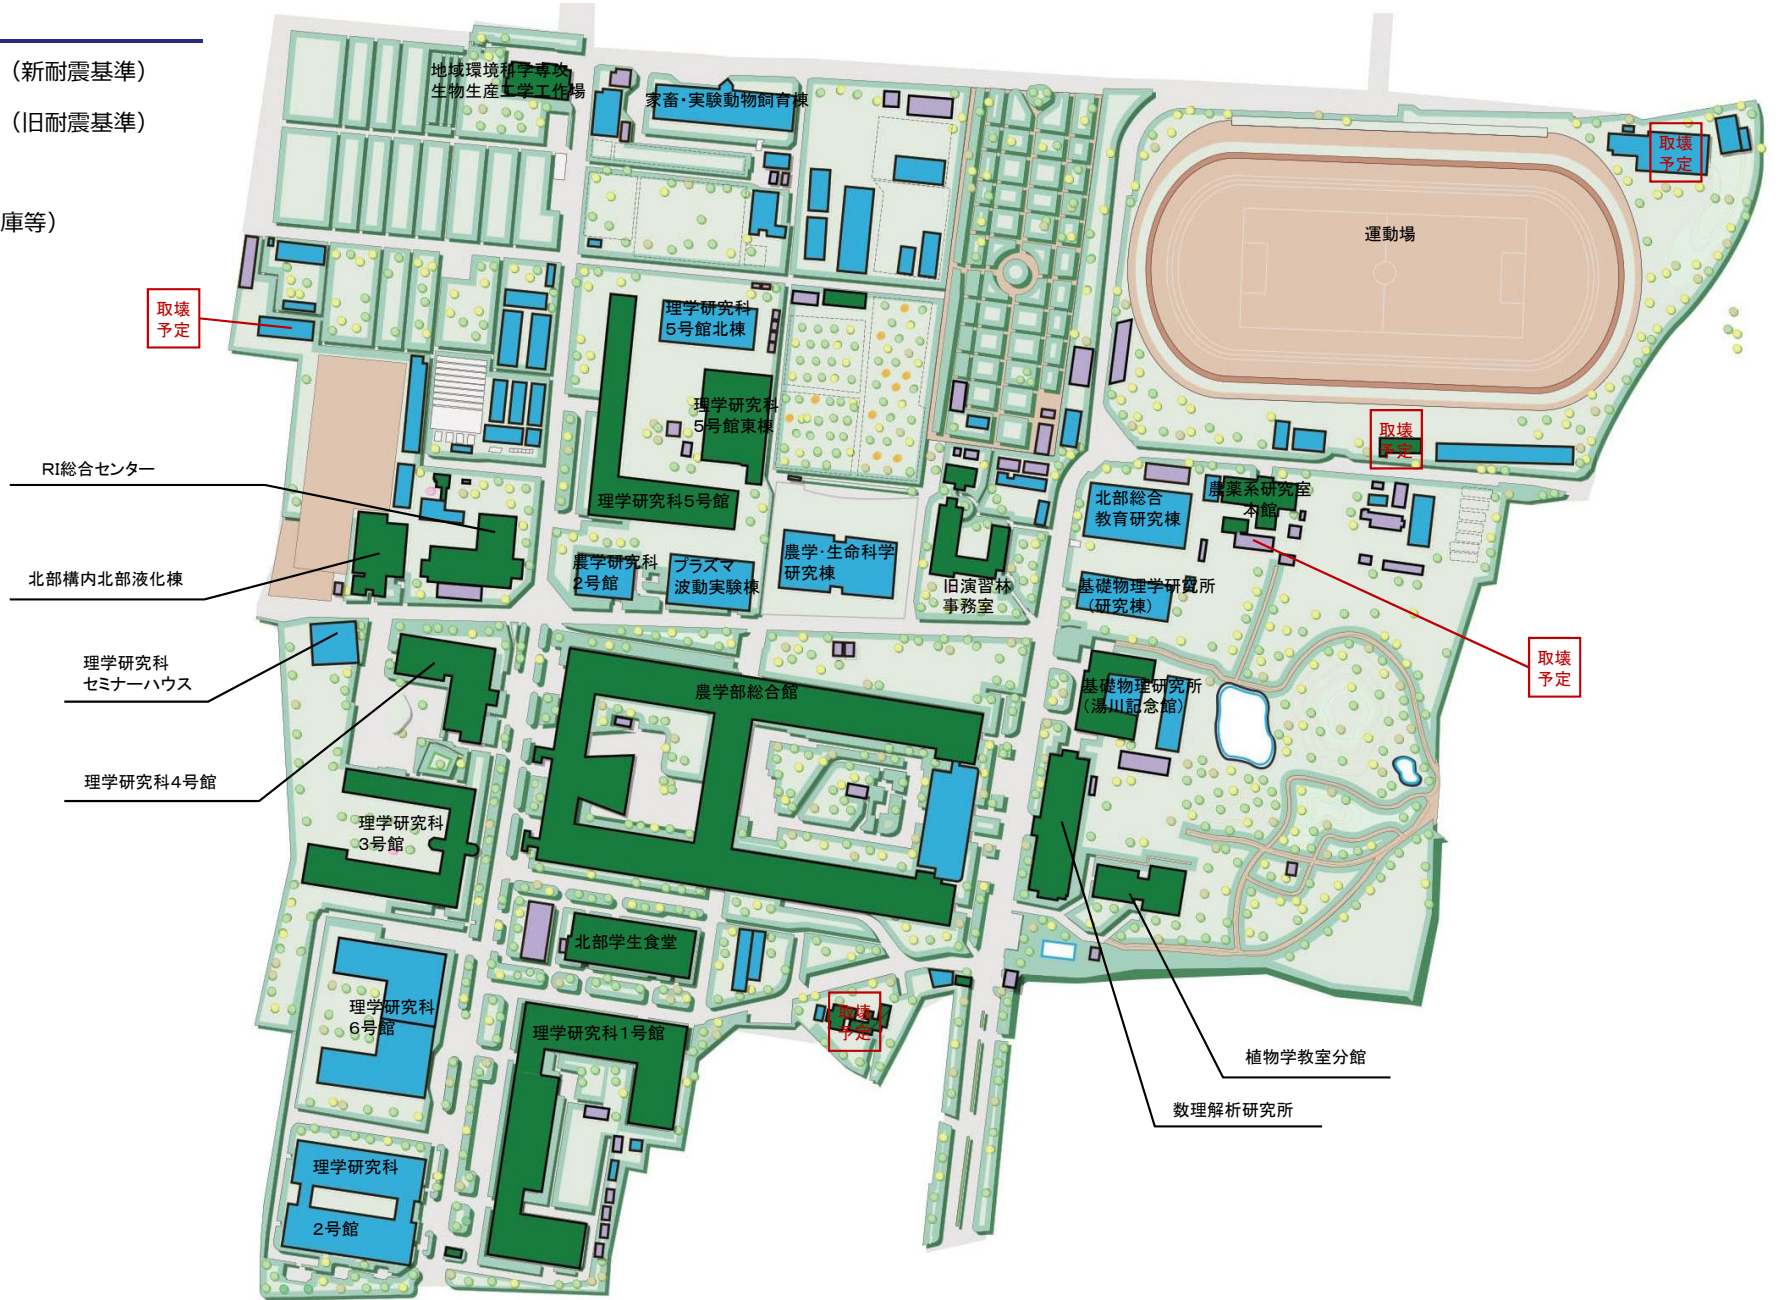 （新耐震基準）
（旧耐震基準）
庫等）
地域環境科学専攻
生物生産工学工作場
家畜・実験動物飼育棟
取壊
予定
運動場
取壊
予定
理学研究科
5号館北棟
理学研究科
5号館東棟
取壊
予定
RI総合センター
理学研究科5号館
北部総合
教育研究棟
農薬系研究室
本館
北部構内北部液化棟
農学研究科
2号館
プラズマ
波動実験棟
農学・生命科学
研究棟
旧演習林
事務室
基礎物理学研究所
（研究棟）
理学研究科
セミナーハウス
取壊
予定
農学部総合館
基礎物理研究所
（湯川記念館）
理学研究科4号館
理学研究科
3号館
北部学生食堂
理学研究科
6号館
理学研究科1号館
取壊
予定
植物学教室分館
数理解析研究所
理学研究科
2号館